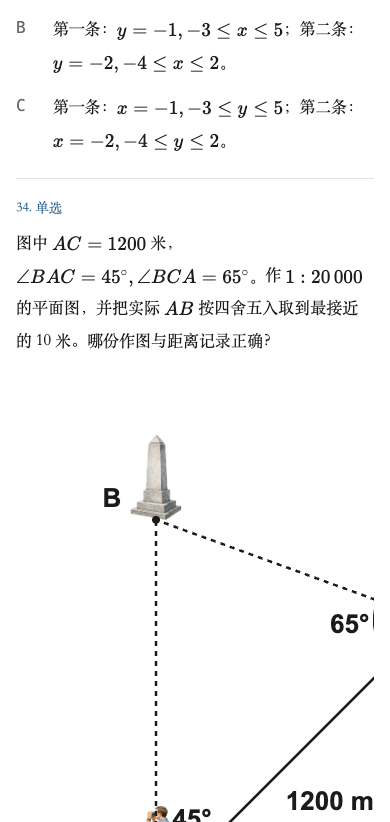 B 第一条：y = −1, −3 ≤ x ≤ 5；第二条：
y = −2, −4 ≤ x ≤ 2。
C 第一条：x = −1, −3 ≤ y ≤ 5；第二条：
x = −2, −4 ≤ y ≤ 2。
34. 单选
图中 AC = 1200 米，
∠BAC = 45°, ∠BCA = 65°。作 1 : 20 000
的平面图，并把实际 AB 按四舍五入取到最接近
的 10 米。哪份作图与距离记录正确?
B
65°
1200 m
45°